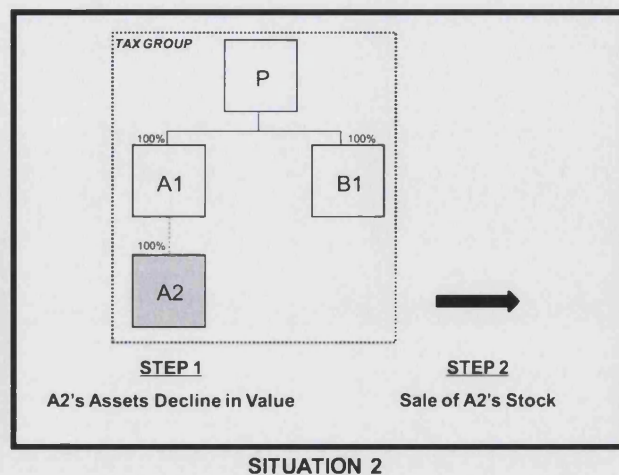 TAX GROUP
P
100%
100%
A1
B1
100%
A2
STEP 1
STEP 2
A2's Assets Decline in Value
Sale of A2's Stock
SITUATION 2